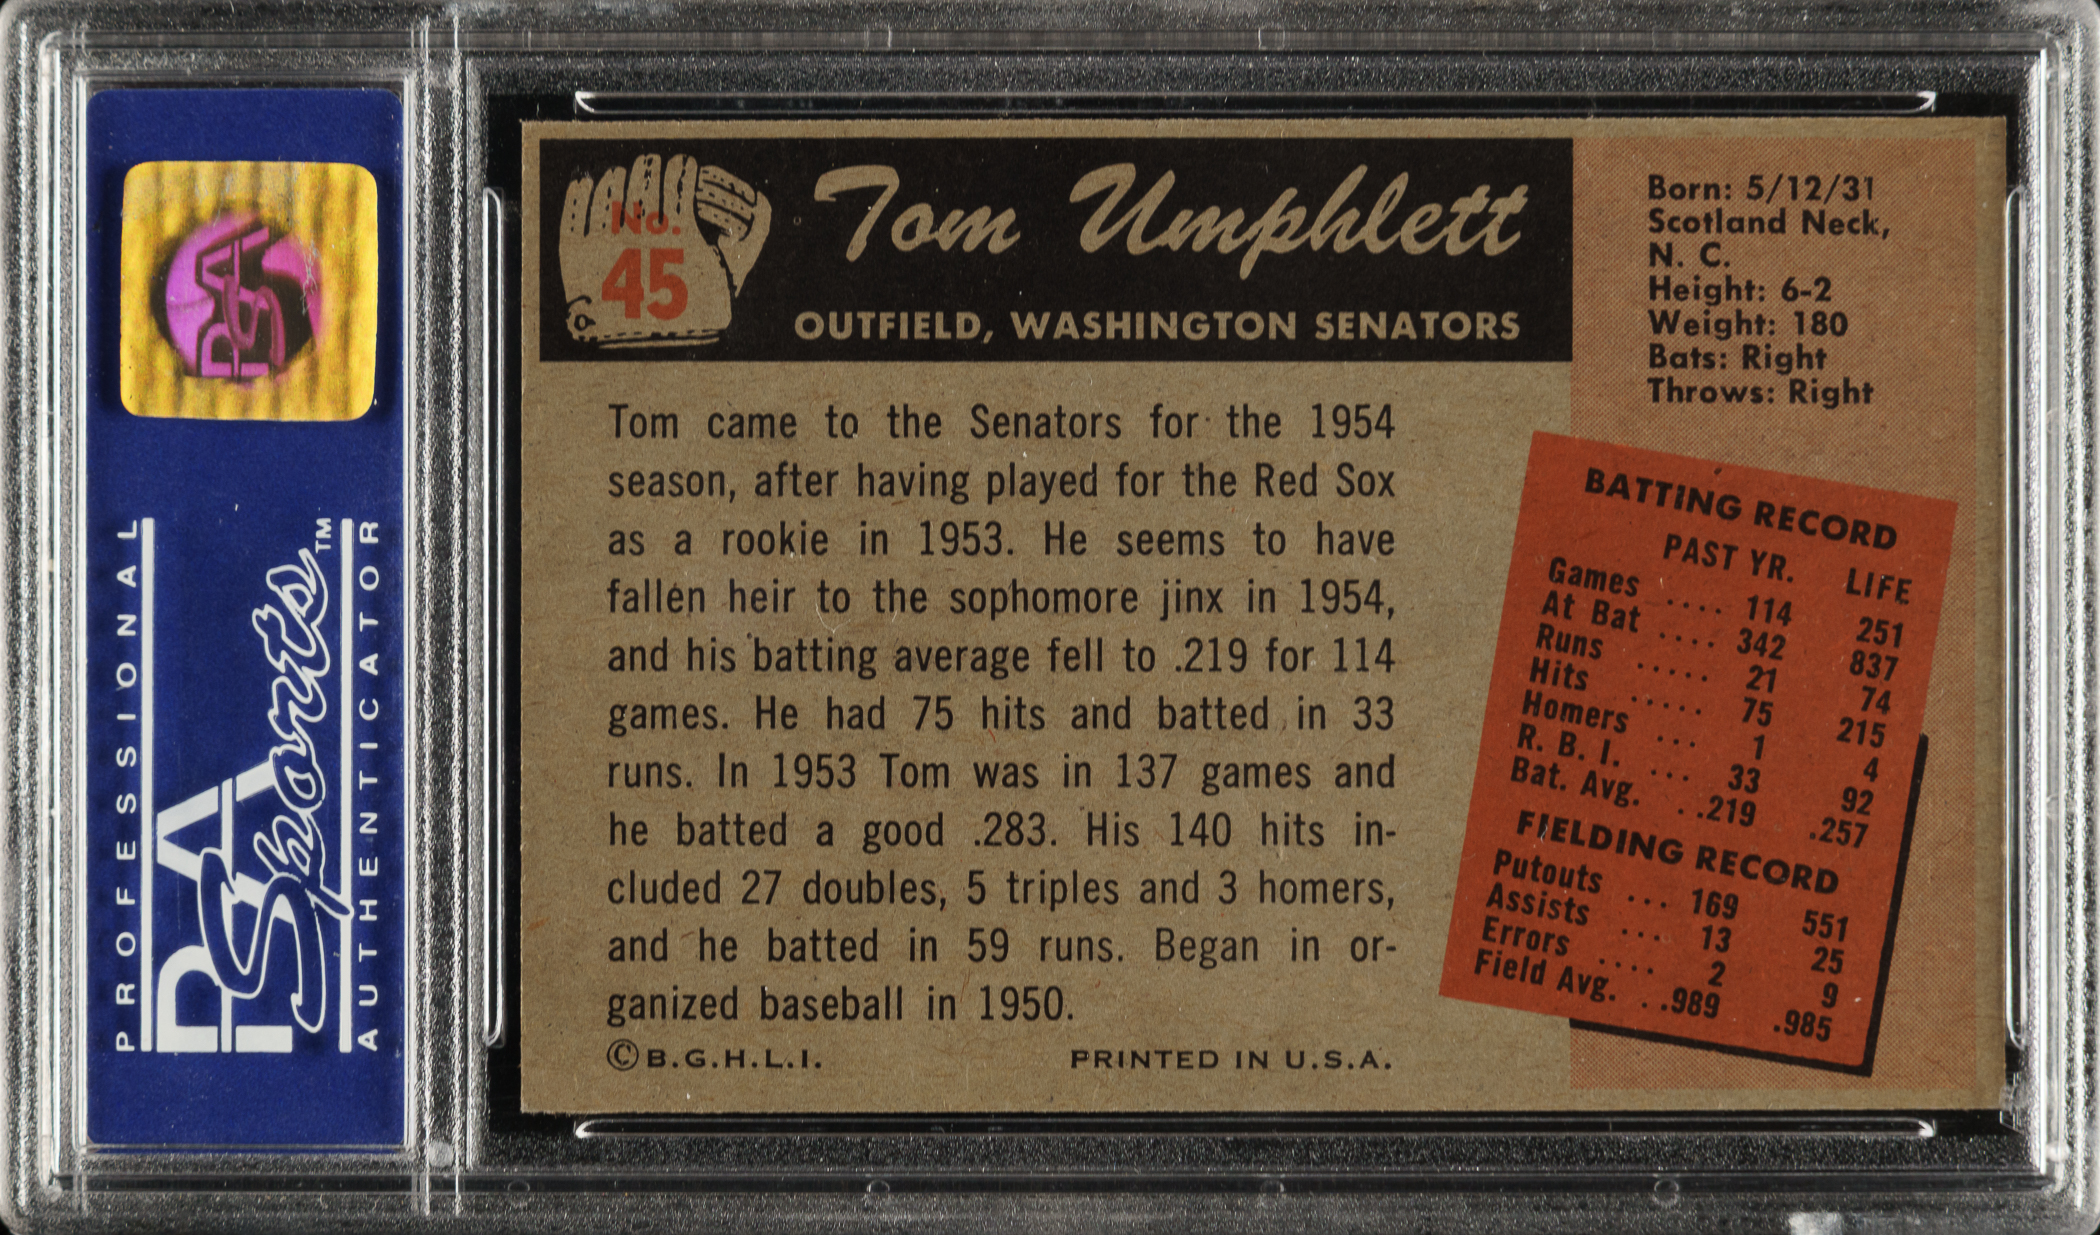 PROFESSIONAL
PSA Sports™
AUTHENTICATOR
PSA
No.
45
Tom Umphlett
OUTFIELD, WASHINGTON SENATORS
Tom came to the Senators for the 1954
season, after having played for the Red Sox
as a rookie in 1953. He seems to have
fallen heir to the sophomore jinx in 1954,
and his batting average fell to .219 for 114
games. He had 75 hits and batted in 33
runs. In 1953 Tom was in 137 games and
he batted a good .283. His 140 hits in-
cluded 27 doubles, 5 triples and 3 homers,
and he batted in 59 runs. Began in or-
ganized baseball in 1950.
©B.G.H.L.I. PRINTED IN U.S.A.
Born: 5/12/31
Scotland Neck,
N. C.
Height: 6-2
Weight: 180
Bats: Right
Throws: Right
BATTING RECORD
PAST YR. LIFE
Games .... 114 251
At Bat .... 342 837
Runs ..... 21 74
Hits ..... 75 215
Homers ... 1 4
R. B. I. ... 33 92
Bat. Avg. . .219 .257
FIELDING RECORD
Putouts ... 169 551
Assists ... 13 25
Errors .... 2 9
Field Avg. . .989 .985